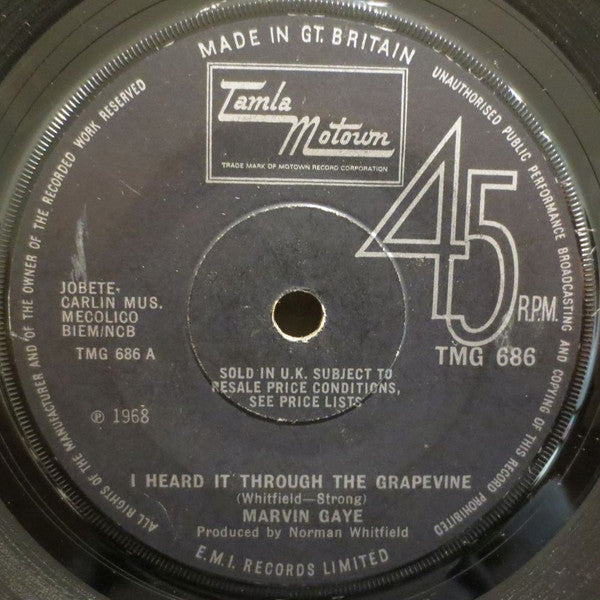 MADE IN GT. BRITAIN
Tamla
Motown
TRADE MARK OF MOTOWN RECORD CORPORATION
45
R.P.M.
TMG 686
JOBETE-
CARLIN MUS.
MECOLICO
BIEM/NCB
TMG 686 A
℗ 1968
SOLD IN U.K. SUBJECT TO
RESALE PRICE CONDITIONS,
SEE PRICE LISTS
I HEARD IT THROUGH THE GRAPEVINE
(Whitfield—Strong)
MARVIN GAYE
Produced by Norman Whitfield
E.M.I. RECORDS LIMITED
ALL RIGHTS OF THE MANUFACTURER AND OF THE OWNER OF THE RECORDED WORK RESERVED
UNAUTHORISED PUBLIC PERFORMANCE BROADCASTING AND COPYING OF THIS RECORD PROHIBITED